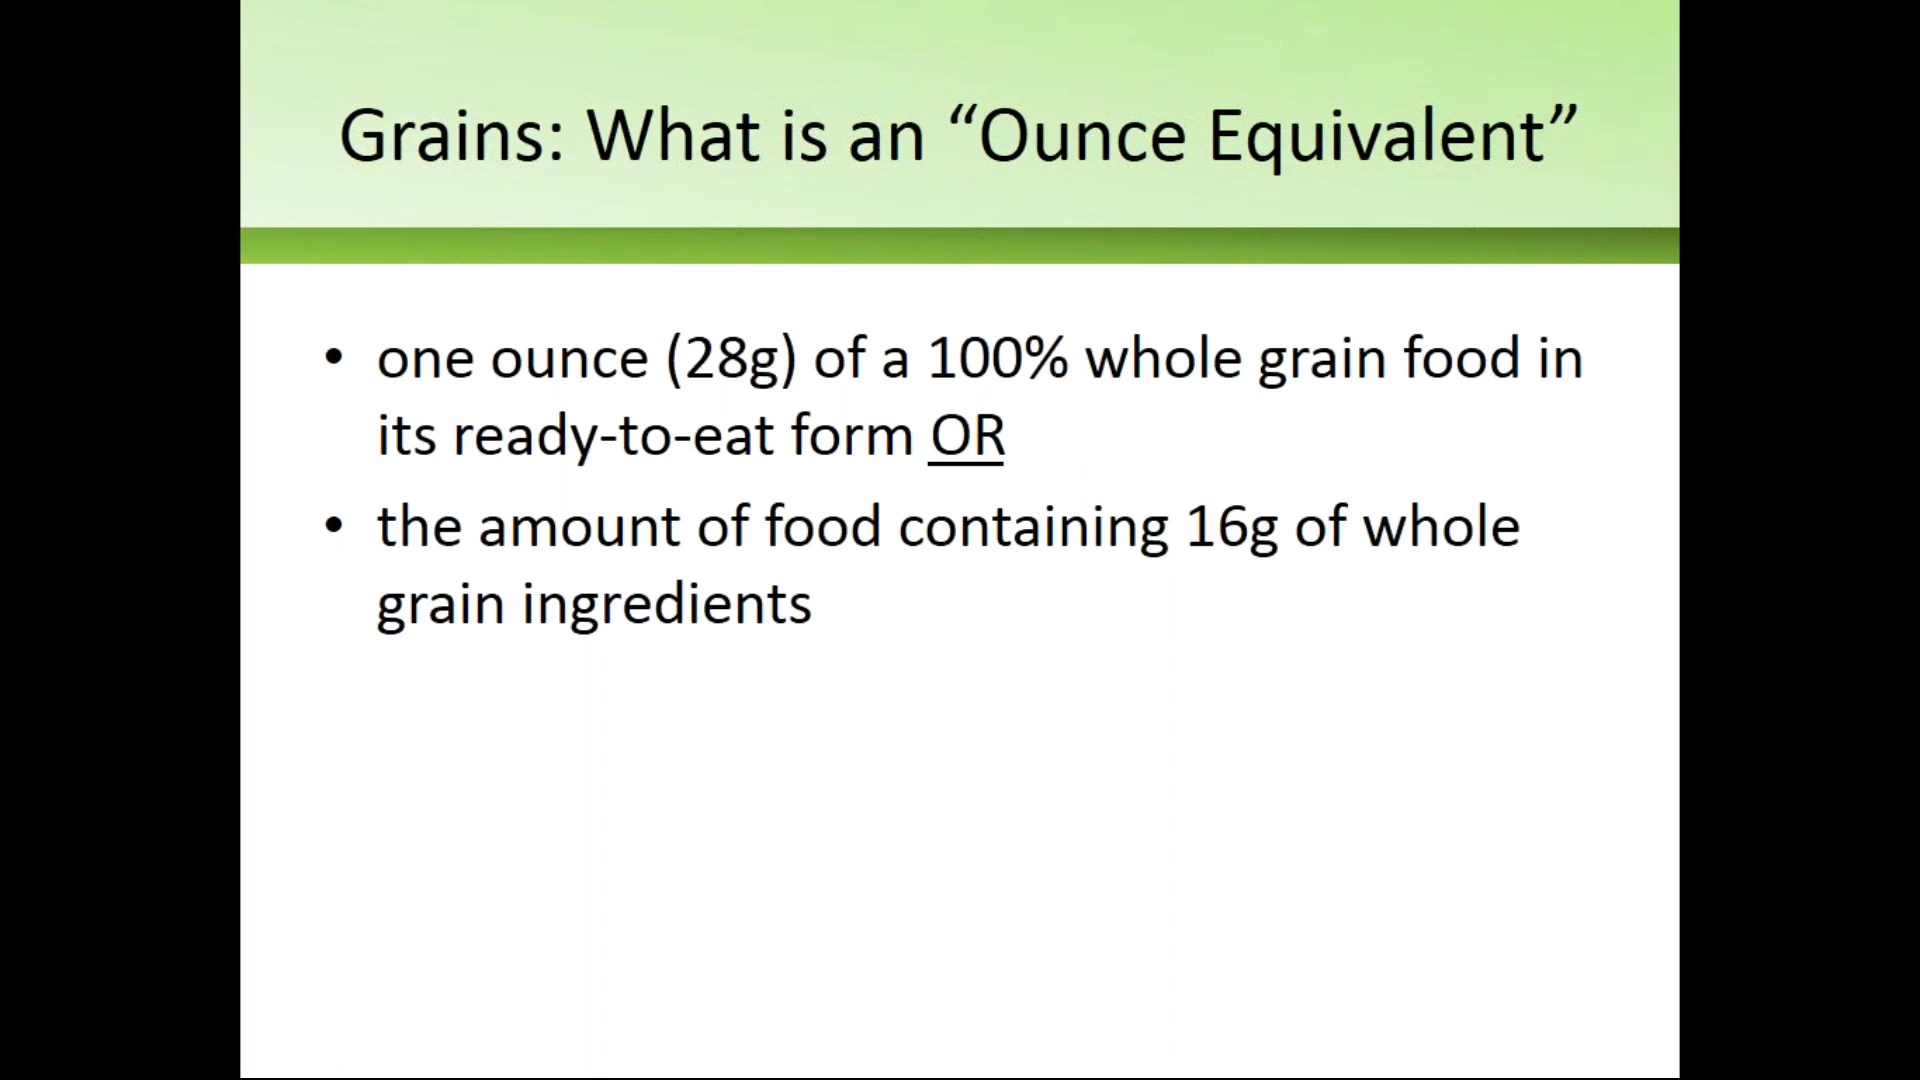 Grains: What is an “Ounce Equivalent”
• one ounce (28g) of a 100% whole grain food in
its ready-to-eat form OR
• the amount of food containing 16g of whole
grain ingredients